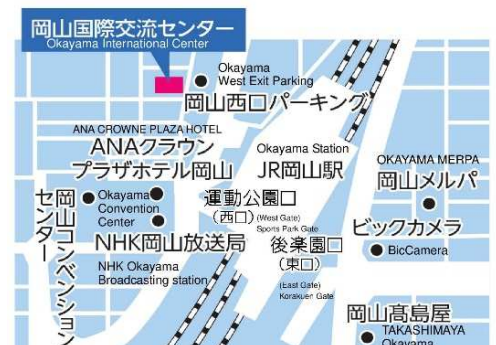 岡山国際交流センター
Okayama International Center
Okayama
West Exit Parking
岡山西口パーキング
ANA CROWNE PLAZA HOTEL
ANAクラウン
プラザホテル岡山
Okayama Station
JR岡山駅
OKAYAMA MERPA
岡山メルパ
岡山コンベンション
センター
Okayama
Convention
Center
運動公園口
(西口)(West Gate)
Sports Park Gate
ビックカメラ
BicCamera
NHK岡山放送局
NHK Okayama
Broadcasting station
後楽園口
(東口)
(East Gate)
Korakuen Gate
岡山髙島屋
TAKASHIMAYA
Okayama